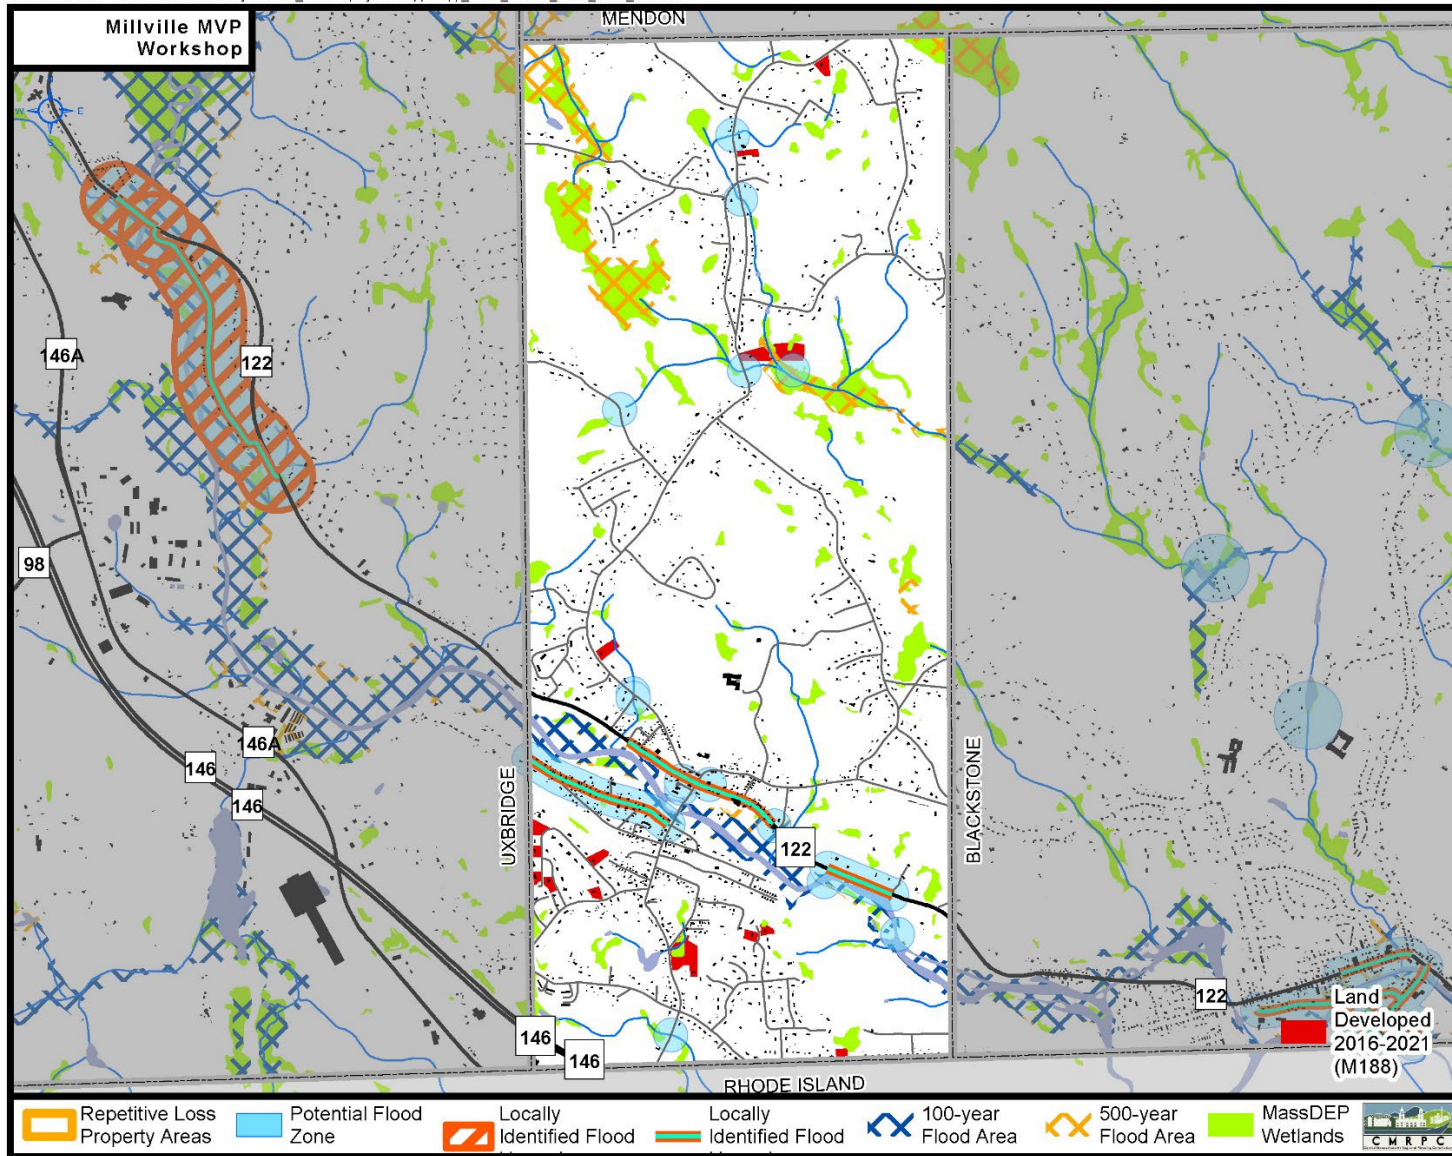 Millville MVP
Workshop
MENDON
W
E
S
146A
122
98
146A
146
146
UXBRIDGE
BLACKSTONE
122
122
146
146
RHODE ISLAND
Land
Developed
2016-2021
(M188)
Repetitive Loss
Property Areas
Potential Flood
Zone
Locally
Identified Flood
Locally
Identified Flood
100-year
Flood Area
500-year
Flood Area
MassDEP
Wetlands
CMRPC